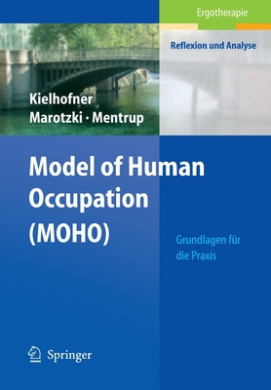 Ergotherapie
Reflexion und Analyse
Kielhofner
Marotzki · Mentrup
Model of Human
Occupation
(MOHO)
Grundlagen für
die Praxis
Springer